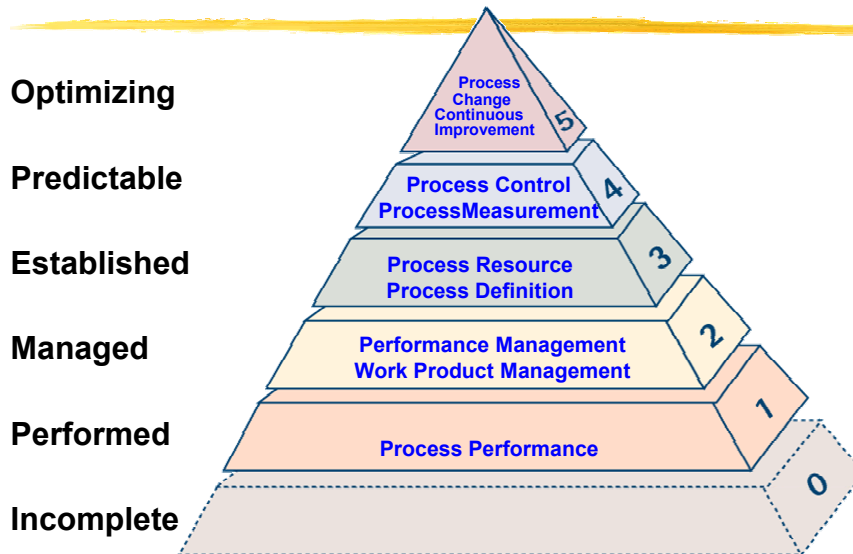 Optimizing
Process
Change
Continuous
Improvement
5
Predictable
Process Control
ProcessMeasurement
4
Established
Process Resource
Process Definition
3
Managed
Performance Management
Work Product Management
2
Performed
Process Performance
1
Incomplete
0